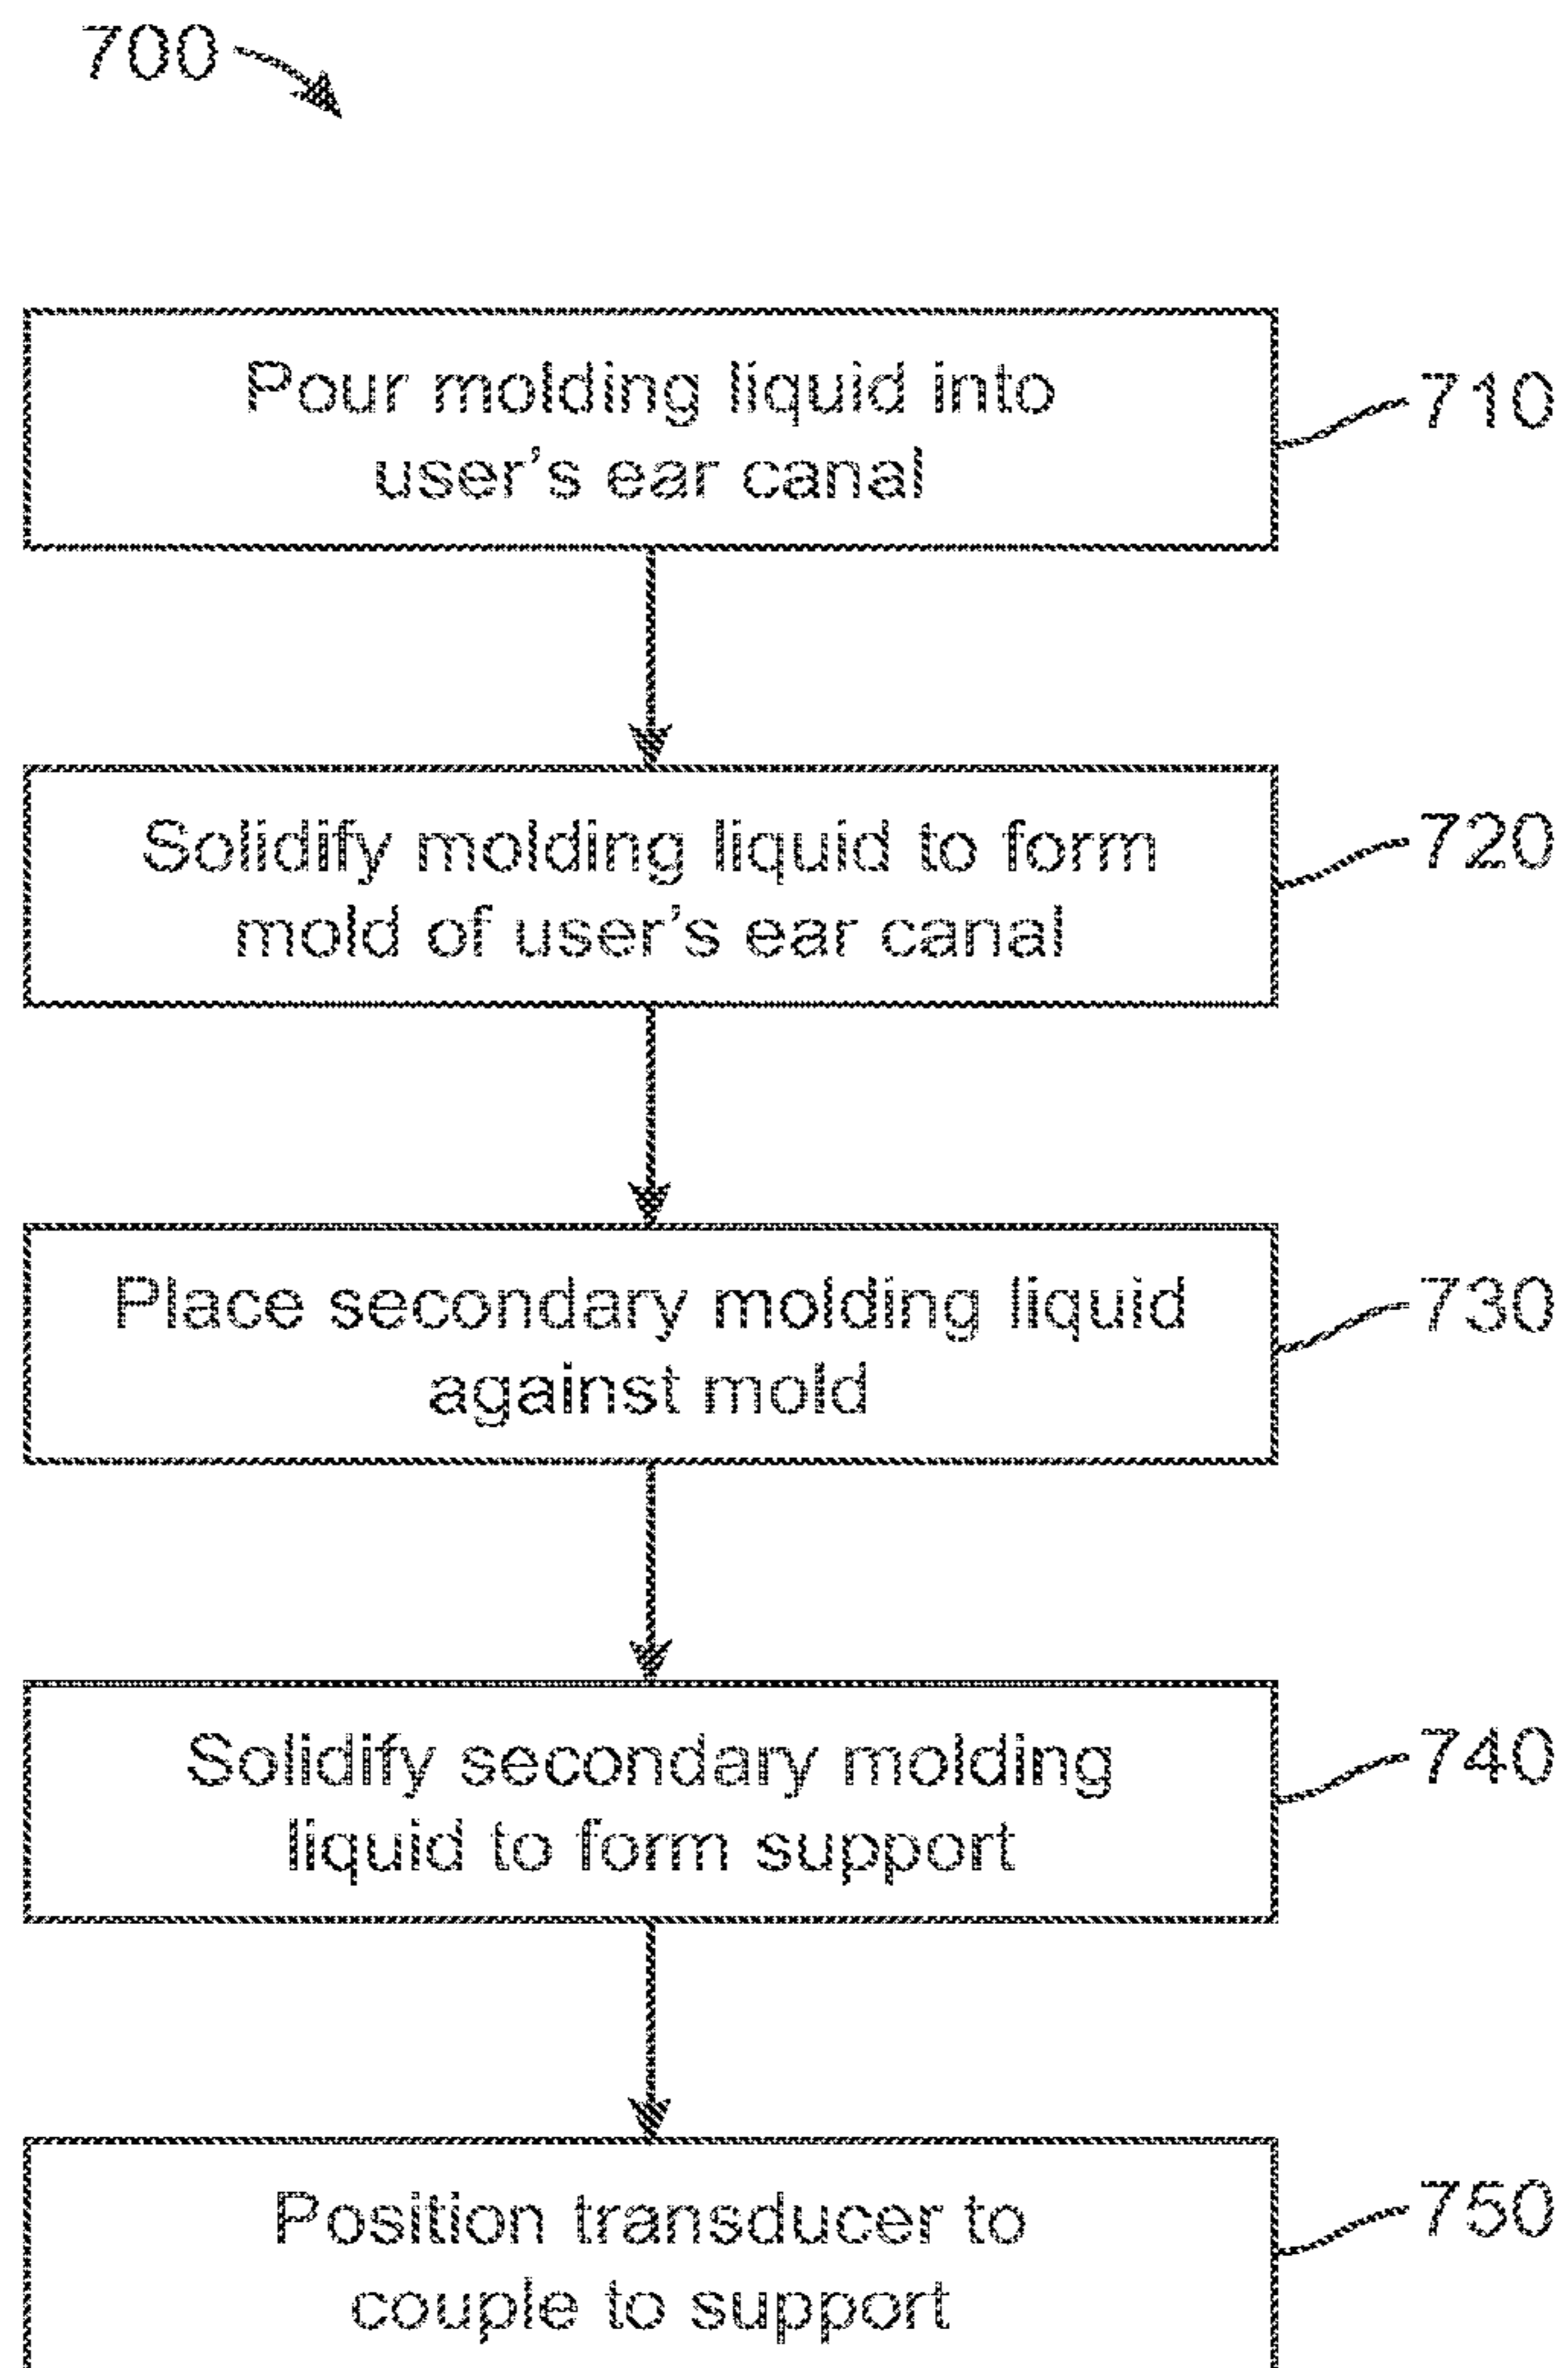 700
Pour molding liquid into
user's ear canal
710
Solidify molding liquid to form
mold of user's ear canal
720
Place secondary molding liquid
against mold
730
Solidify secondary molding
liquid to form support
740
Position transducer to
couple to support
750